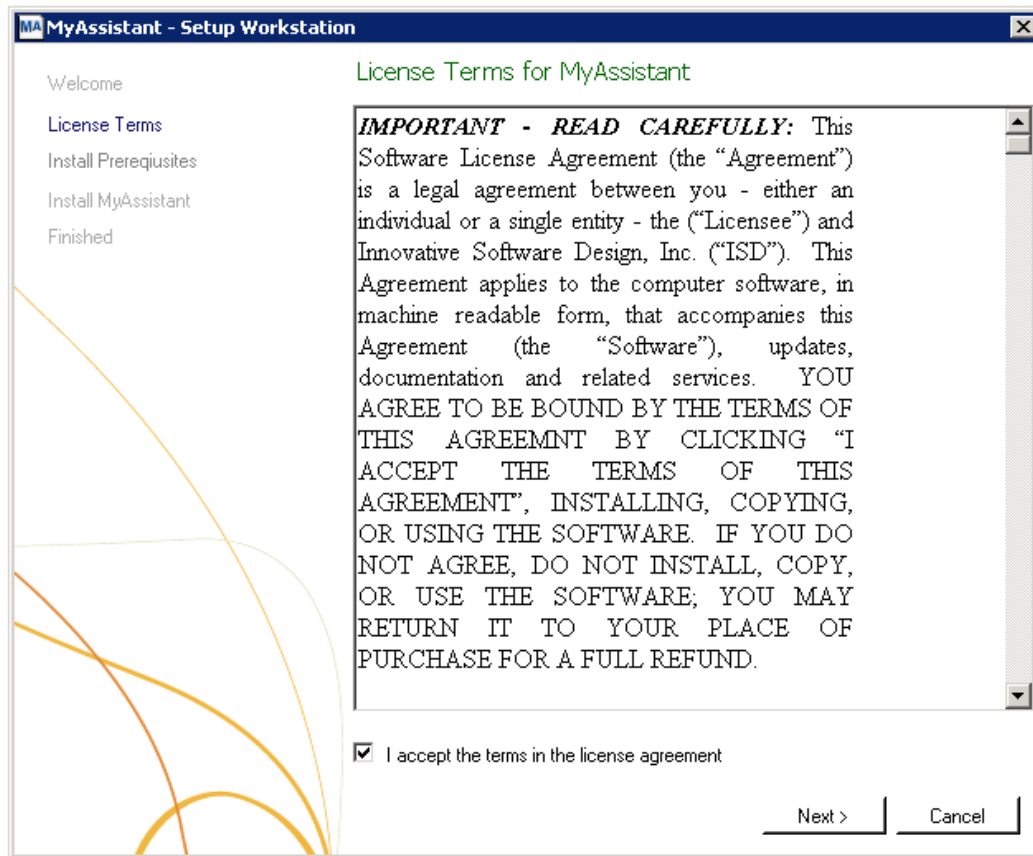 MA MyAssistant - Setup Workstation
Welcome
License Terms
Install Prereqiusites
Install MyAssistant
Finished
License Terms for MyAssistant
IMPORTANT - READ CAREFULLY: This
Software License Agreement (the “Agreement”)
is a legal agreement between you - either an
individual or a single entity - the (“Licensee”) and
Innovative Software Design, Inc. (“ISD”). This
Agreement applies to the computer software, in
machine readable form, that accompanies this
Agreement (the “Software”), updates,
documentation and related services. YOU
AGREE TO BE BOUND BY THE TERMS OF
THIS AGREEMNT BY CLICKING “I
ACCEPT THE TERMS OF THIS
AGREEMENT”, INSTALLING, COPYING,
OR USING THE SOFTWARE. IF YOU DO
NOT AGREE, DO NOT INSTALL, COPY,
OR USE THE SOFTWARE; YOU MAY
RETURN IT TO YOUR PLACE OF
PURCHASE FOR A FULL REFUND.
I accept the terms in the license agreement
Next >
Cancel